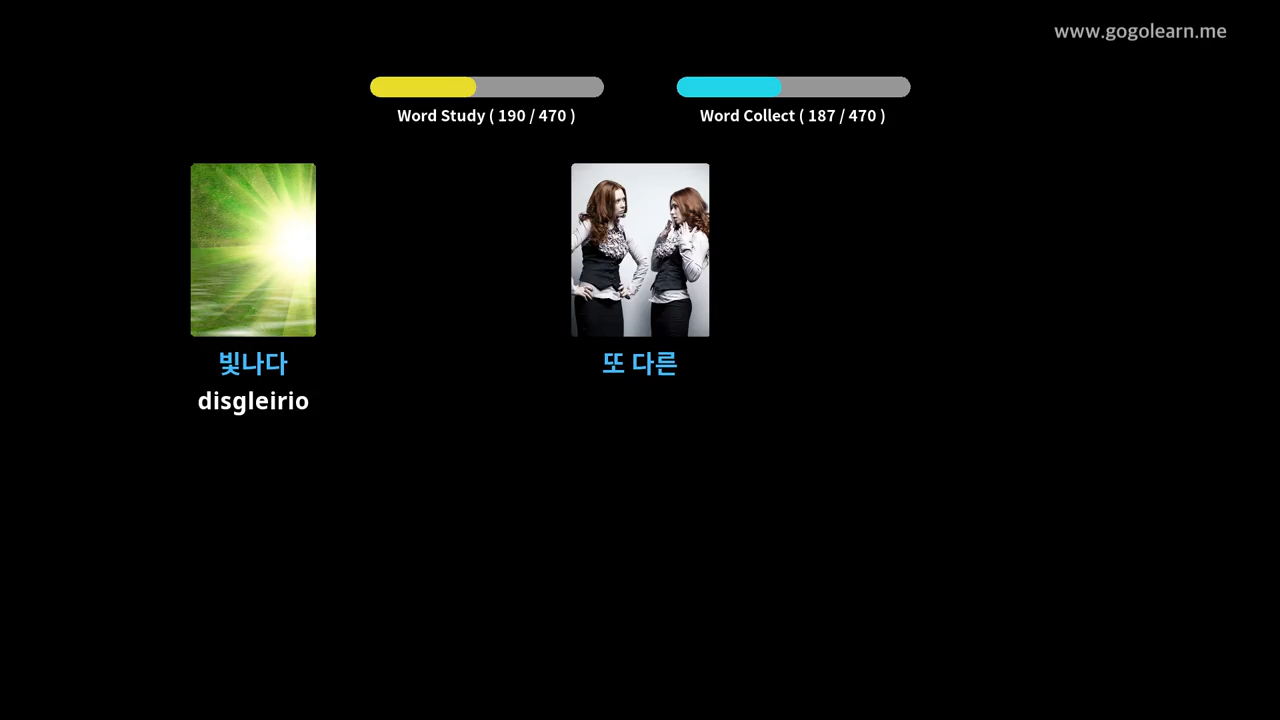 www.gogolearn.me
Word Study ( 190 / 470 )
Word Collect ( 187 / 470 )
빛나다
disgleirio
또 다른